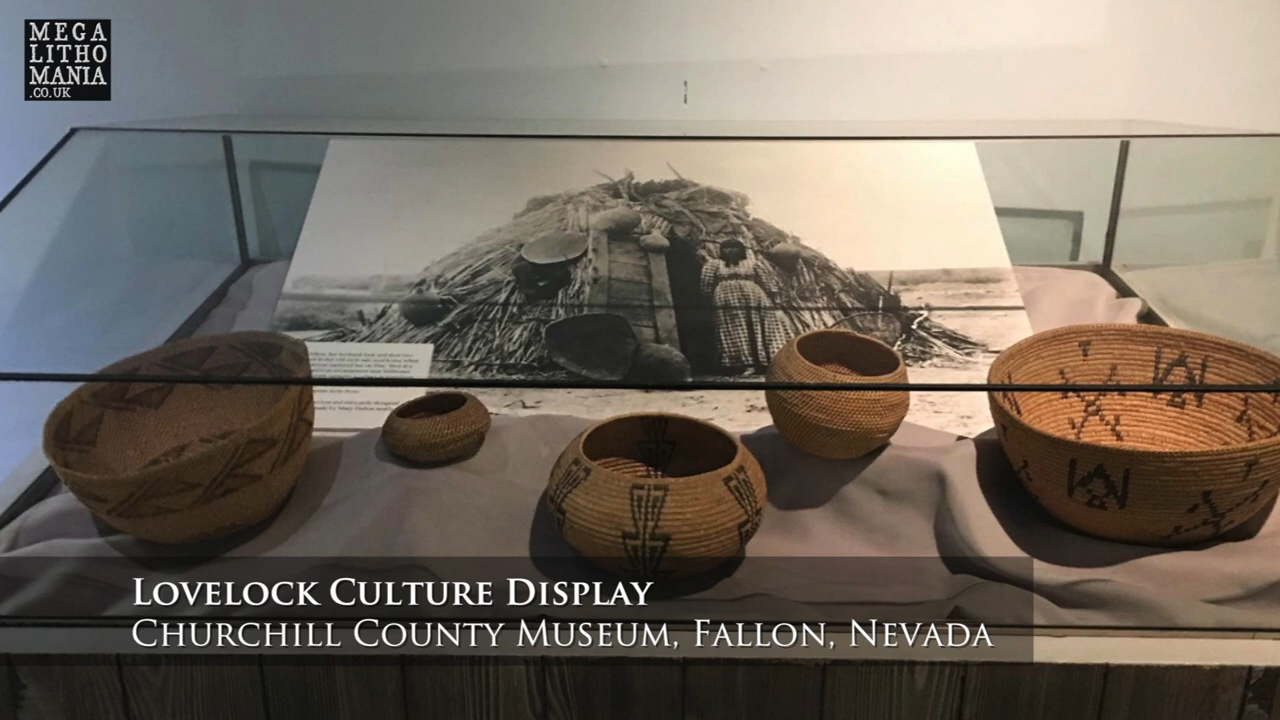 MEGA
LITHO
MANIA
.CO.UK
LOVELOCK CULTURE DISPLAY
CHURCHILL COUNTY MUSEUM, FALLON, NEVADA